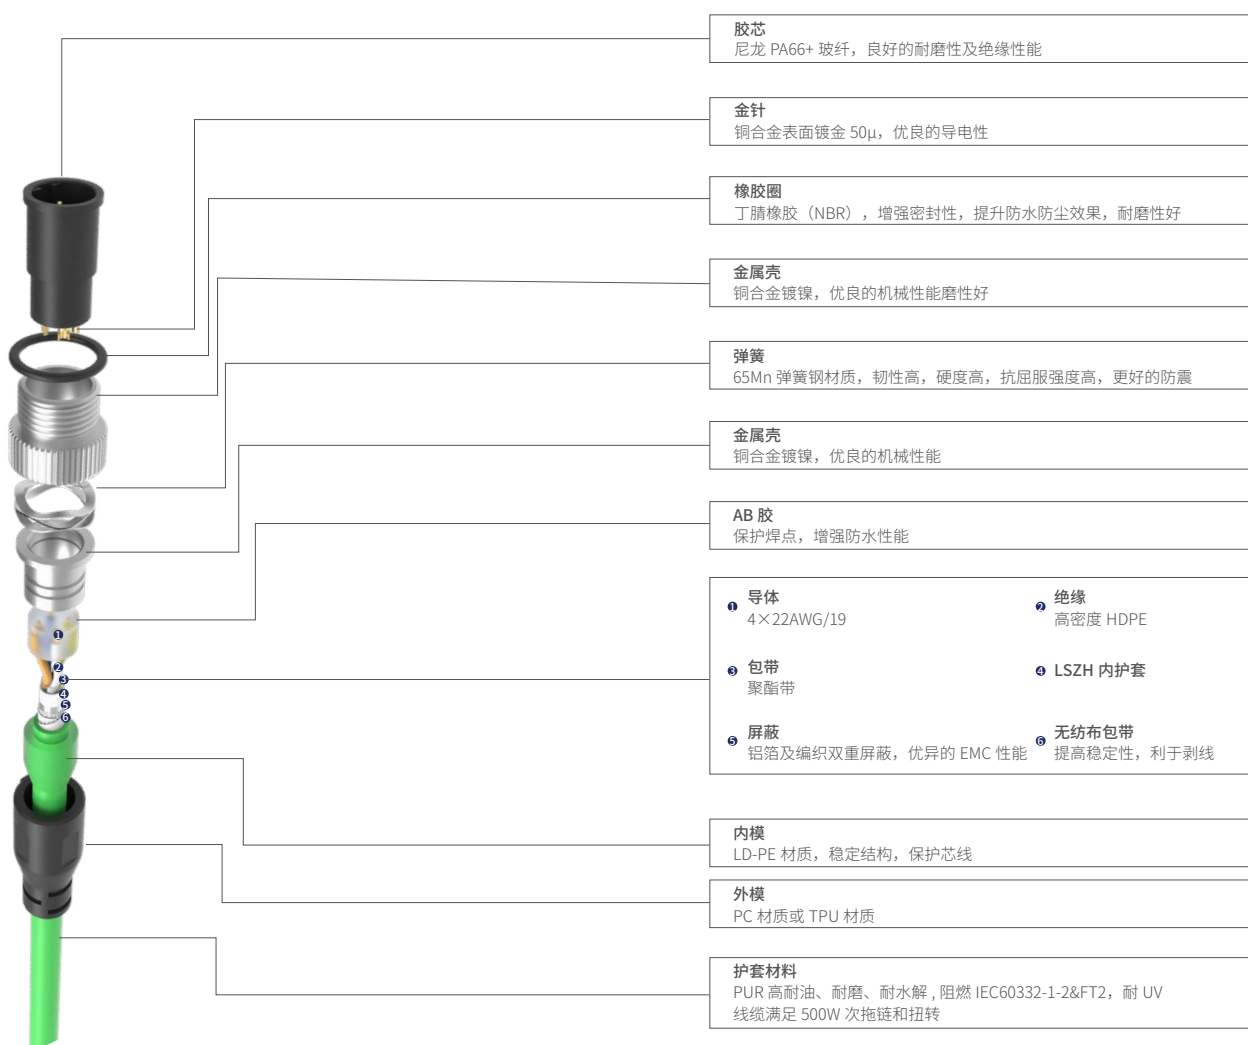 胶芯
尼龙 PA66+ 玻纤，良好的耐磨性及绝缘性能
金针
铜合金表面镀金 50μ，优良的导电性
橡胶圈
丁腈橡胶（NBR），增强密封性，提升防水防尘效果，耐磨性好
金属壳
铜合金镀镍，优良的机械性能磨性好
弹簧
65Mn 弹簧钢材质，韧性高，硬度高，抗屈服强度高，更好的防震
金属壳
铜合金镀镍，优良的机械性能
AB 胶
保护焊点，增强防水性能
❶ 导体
4×22AWG/19
❷ 绝缘
高密度 HDPE
❸ 包带
聚酯带
❹ LSZH 内护套
❺ 屏蔽
铝箔及编织双重屏蔽，优异的 EMC 性能
❻ 无纺布包带
提高稳定性，利于剥线
❶
❷
❸
❹
❺
❻
内模
LD-PE 材质，稳定结构，保护芯线
外模
PC 材质或 TPU 材质
护套材料
PUR 高耐油、耐磨、耐水解 , 阻燃 IEC60332-1-2&FT2，耐 UV
线缆满足 500W 次拖链和扭转